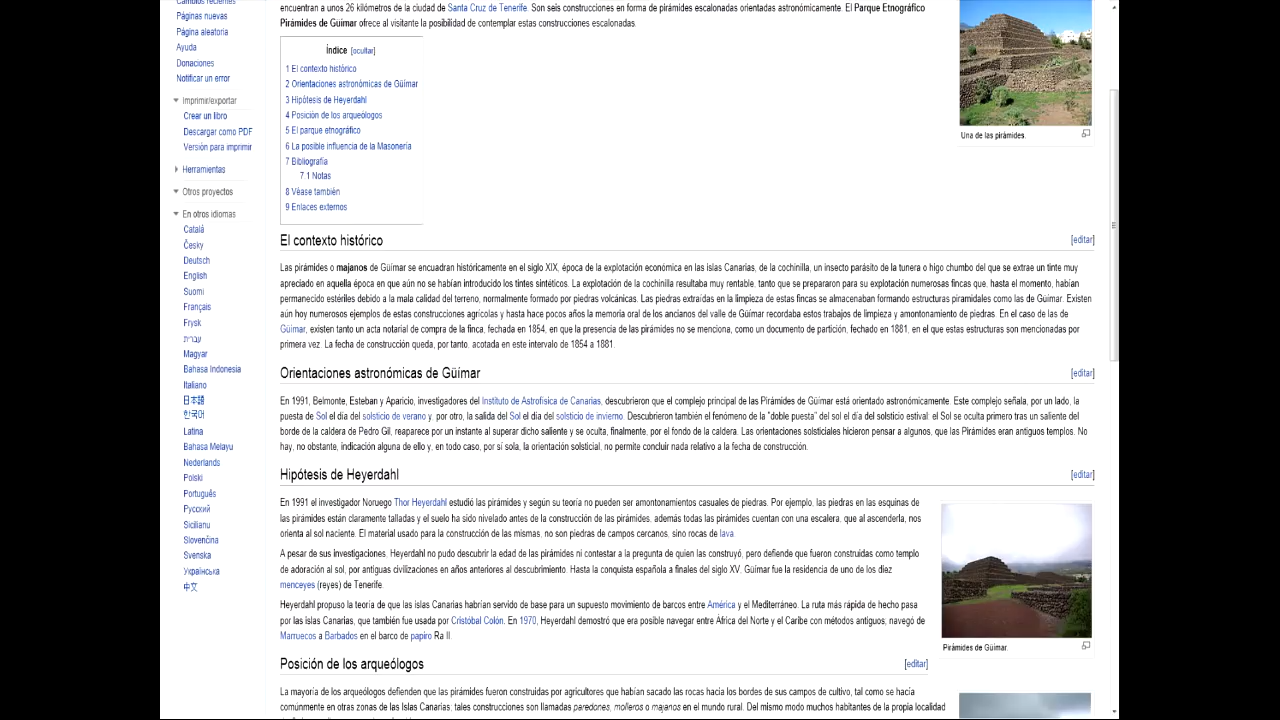 Cambios recientes
Páginas nuevas
Página aleatoria
Ayuda
Donaciones
Notificar un error
Imprimir/exportar
Crear un libro
Descargar como PDF
Versión para imprimir
Herramientas
Otros proyectos
En otros idiomas
Català
Česky
Deutsch
English
Suomi
Français
Frysk
עברית
Magyar
Bahasa Indonesia
Italiano
日本語
한국어
Latina
Bahasa Melayu
Nederlands
Polski
Português
Русский
Sicilianu
Slovenčina
Svenska
Українська
中文
encuentran a unos 26 kilómetros de la ciudad de Santa Cruz de Tenerife. Son seis construcciones en forma de pirámides escalonadas orientadas astronómicamente. El Parque Etnográfico
Pirámides de Güímar ofrece al visitante la posibilidad de contemplar estas construcciones escalonadas.
Una de las pirámides.
Índice [ocultar]
1 El contexto histórico
2 Orientaciones astronómicas de Güímar
3 Hipótesis de Heyerdahl
4 Posición de los arqueólogos
5 El parque etnográfico
6 La posible influencia de la Masonería
7 Bibliografía
7.1 Notas
8 Véase también
9 Enlaces externos
El contexto histórico [editar]
Las pirámides o majanos de Güímar se encuadran históricamente en el siglo XIX, época de la explotación económica en las Islas Canarias, de la cochinilla, un insecto parásito de la tunera o higo chumbo del que se extrae un tinte muy
apreciado en aquella época en que aún no se habían introducido los tintes sintéticos. La explotación de la cochinilla resultaba muy rentable, tanto que se prepararon para su explotación numerosas fincas que, hasta el momento, habían
permanecido estériles debido a la mala calidad del terreno, normalmente formado por piedras volcánicas. Las piedras extraídas en la limpieza de estas fincas se almacenaban formando estructuras piramidales como las de Güímar. Existen
aún hoy numerosos ejemplos de estas construcciones agrícolas y hasta hace pocos años la memoria oral de los ancianos del valle de Güímar recordaba estos trabajos de limpieza y amontonamiento de piedras. En el caso de las de
Güímar, existen tanto un acta notarial de compra de la finca, fechada en 1854, en que la presencia de las pirámides no se menciona, como un documento de partición, fechado en 1881, en el que estas estructuras son mencionadas por
primera vez. La fecha de construcción queda, por tanto, acotada en este intervalo de 1854 a 1881.
Orientaciones astronómicas de Güímar [editar]
En 1991, Belmonte, Esteban y Aparicio, investigadores del Instituto de Astrofísica de Canarias, descubrieron que el complejo principal de las Pirámides de Güímar está orientado astronómicamente. Este complejo señala, por un lado, la
puesta de Sol el día del solsticio de verano y, por otro, la salida del Sol el día del solsticio de invierno. Descubrieron también el fenómeno de la "doble puesta" del sol el día del solsticio estival: el Sol se oculta primero tras un saliente del
borde de la caldera de Pedro Gil, reaparece por un instante al superar dicho saliente y se oculta, finalmente, por el fondo de la caldera. Las orientaciones solsticiales hicieron pensar a algunos, que las Pirámides eran antiguos templos. No
hay, no obstante, indicación alguna de ello y, en todo caso, por sí sola, la orientación solsticial, no permite concluir nada relativo a la fecha de construcción.
Hipótesis de Heyerdahl [editar]
En 1991 el investigador Noruego Thor Heyerdahl estudió las pirámides y según su teoría no pueden ser amontonamientos casuales de piedras. Por ejemplo, las piedras en las esquinas de
las pirámides están claramente talladas y el suelo ha sido nivelado antes de la construcción de las pirámides, además todas las pirámides cuentan con una escalera, que al ascenderla, nos
orienta al sol naciente. El material usado para la construcción de las mismas, no son piedras de campos cercanos, sino rocas de lava
A pesar de sus investigaciones, Heyerdahl no pudo descubrir la edad de las pirámides ni contestar a la pregunta de quien las construyó, pero defiende que fueron construidas como templo
de adoración al sol, por antiguas civilizaciones en años anteriores al descubrimiento. Hasta la conquista española a finales del siglo XV, Güímar fue la residencia de uno de los diez
menceyes (reyes) de Tenerife.
Heyerdahl propuso la teoría de que las islas Canarias habrían servido de base para un supuesto movimiento de barcos entre América y el Mediterráneo. La ruta más rápida de hecho pasa
por las Islas Canarias, que también fue usada por Cristóbal Colón. En 1970, Heyerdahl demostró que era posible navegar entre África del Norte y el Caribe con métodos antiguos, navegó de
Marruecos a Barbados en el barco de papiro Ra II.
Pirámides de Güímar.
Posición de los arqueólogos [editar]
La mayoría de los arqueólogos defienden que las pirámides fueron construidas por agricultores que habían sacado las rocas hacia los bordes de sus campos de cultivo, tal como se hacía
comúnmente en otras zonas de las Islas Canarias: tales construcciones son llamadas paredones, molleros o majanos en el mundo rural. Del mismo modo muchos habitantes de la propia localidad